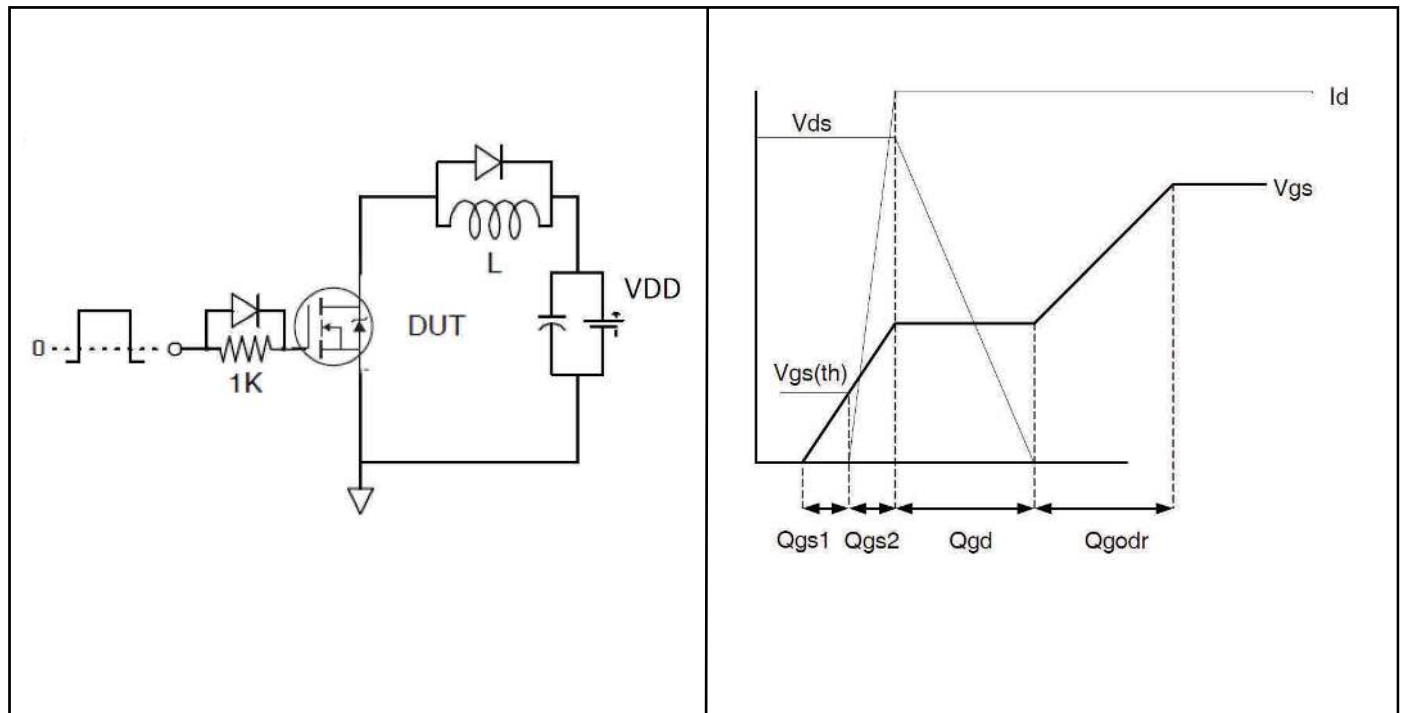 L
VDD
0
DUT
1K
Id
Vds
Vgs
Vgs(th)
Qgs1 Qgs2 Qgd Qgodr